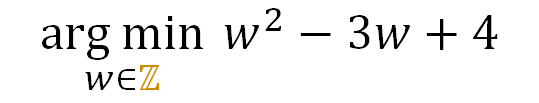 arg min w² − 3w + 4
w∈ℤ